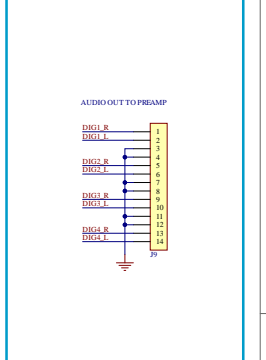 AUDIO OUT TO PREAMP
DIG1_R 1
DIG1_L 2
3
4
DIG2_R 5
DIG2_L 6
7
8
DIG3_R 9
DIG3_L 10
11
12
DIG4_R 13
DIG4_L 14
J9